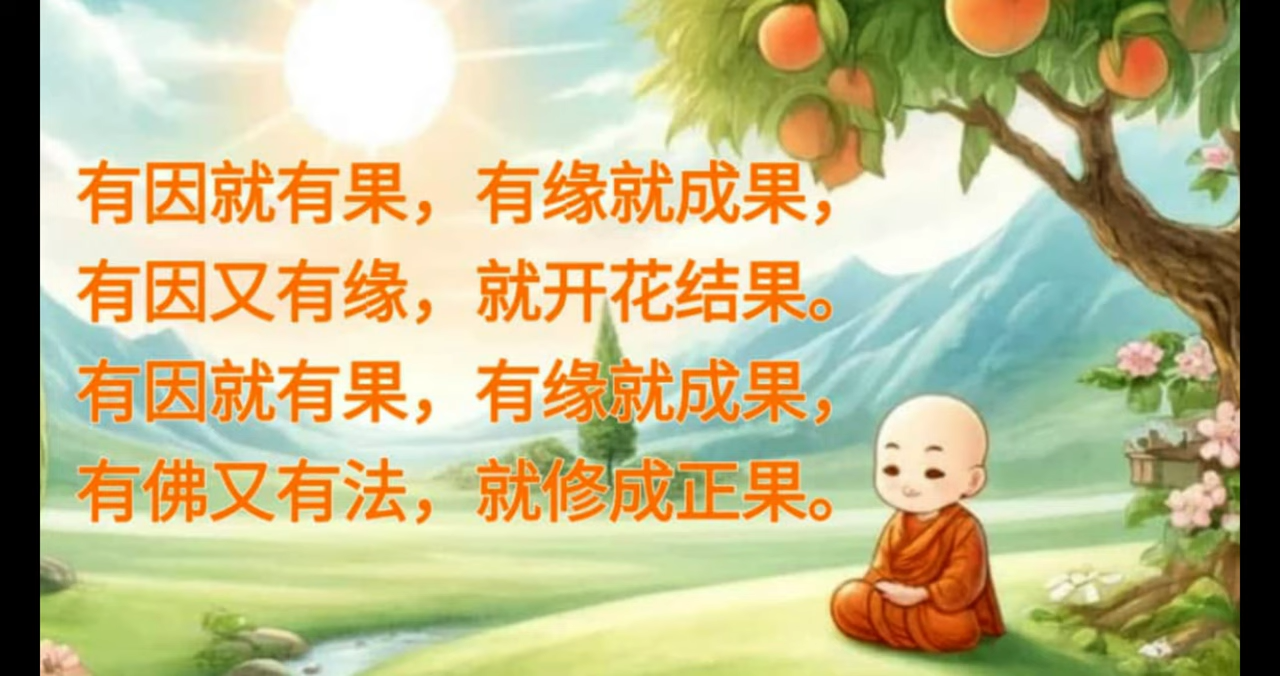 有因就有果，有缘就成果，
有因又有缘，就开花结果。
有因就有果，有缘就成果，
有佛又有法，就修成正果。